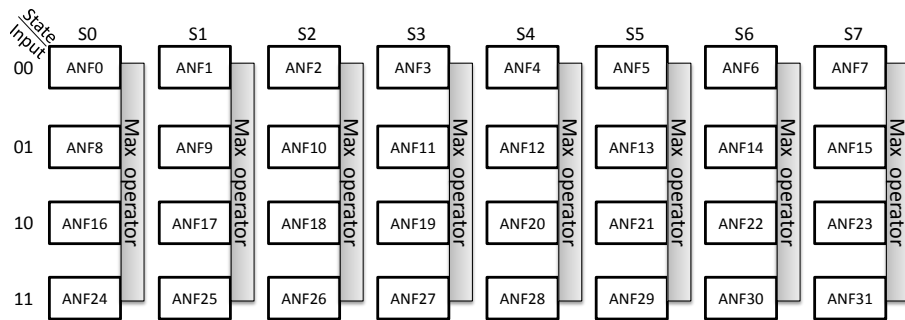 State
Input
S0 S1 S2 S3 S4 S5 S6 S7
00 ANF0 ANF1 ANF2 ANF3 ANF4 ANF5 ANF6 ANF7
01 ANF8 ANF9 ANF10 ANF11 ANF12 ANF13 ANF14 ANF15
10 ANF16 ANF17 ANF18 ANF19 ANF20 ANF21 ANF22 ANF23
11 ANF24 ANF25 ANF26 ANF27 ANF28 ANF29 ANF30 ANF31
Max operator
Max operator
Max operator
Max operator
Max operator
Max operator
Max operator
Max operator